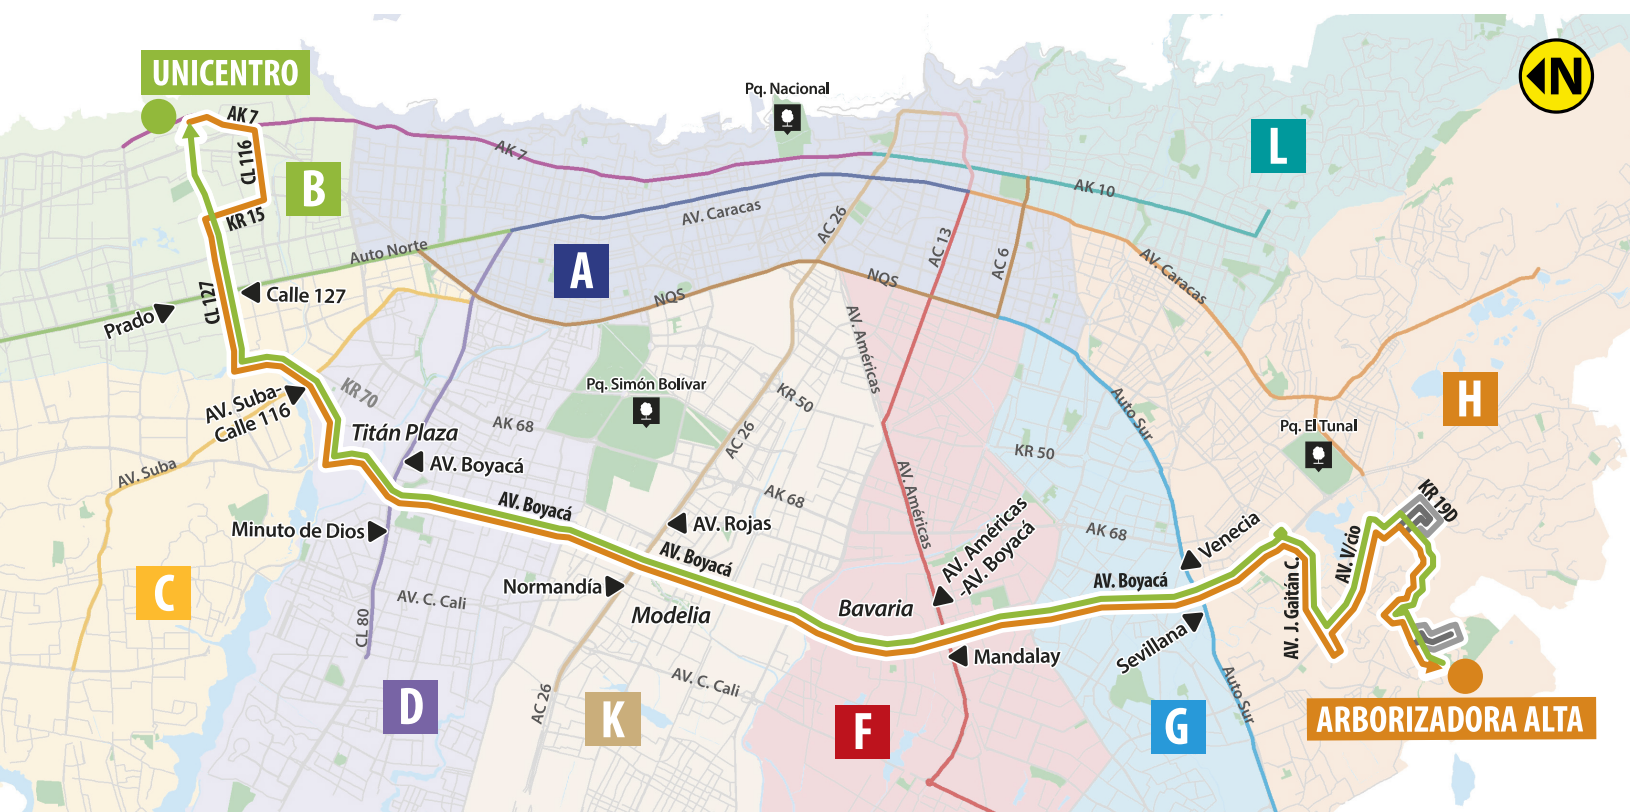 UNICENTRO
N
Pq. Nacional
AK 7
CL 116
B
KR 15
AK 7
L
AK 10
AV. Caracas
AC 26
AC 13
AC 6
Auto Norte
A
NQS
NQS
AV. Caracas
CL 127
Calle 127
Prado
AV. Américas
KR 70
Pq. Simón Bolívar
KR 50
Auto Sur
H
AV. Suba-
Calle 116
Titán Plaza
AK 68
AC 26
Pq. El Tunal
AV. Suba
AV. Boyacá
KR 50
AV. Boyacá
AK 68
AV. Américas
AV. Américas
-AV. Boyacá
KR 19D
Minuto de Dios
AV. Rojas
AK 68
Venecia
AV. V/cio
AV. Boyacá
AV. Boyacá
C
Normandía
AV. C. Cali
CL 80
Modelia
Bavaria
AV. J. Gaitán C.
Mandalay
Sevillana
AV. C. Cali
D
AC 26
K
F
G
Auto Sur
ARBORIZADORA ALTA